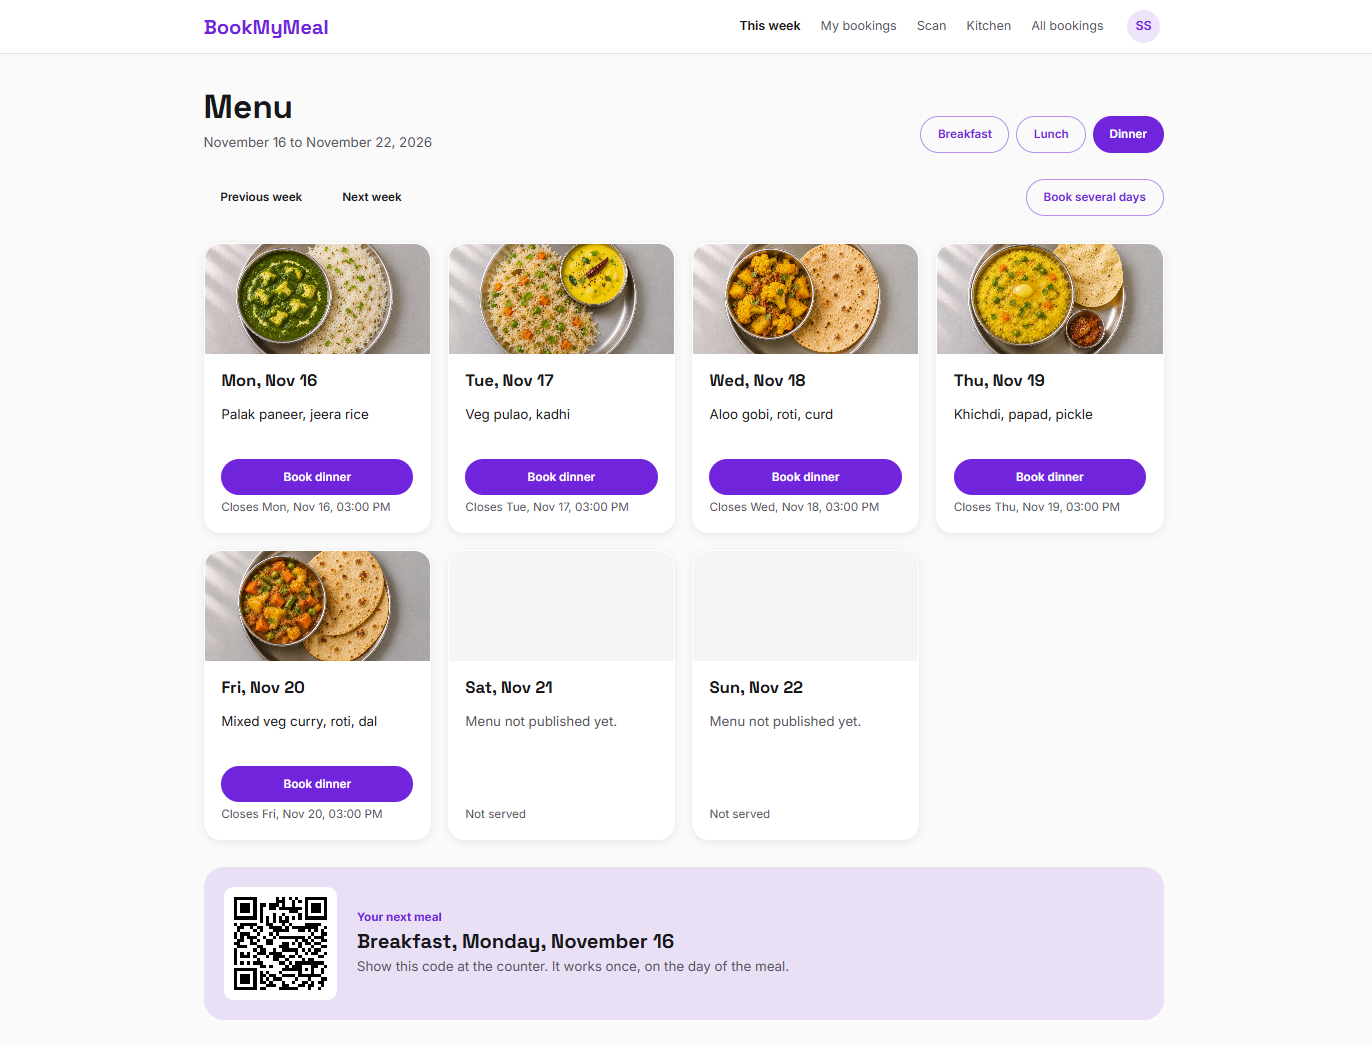 BookMyMeal
This week
My bookings
Scan
Kitchen
All bookings
SS
Menu
November 16 to November 22, 2026
Breakfast
Lunch
Dinner
Previous week
Next week
Book several days
Mon, Nov 16
Palak paneer, jeera rice
Book dinner
Closes Mon, Nov 16, 03:00 PM
Tue, Nov 17
Veg pulao, kadhi
Book dinner
Closes Tue, Nov 17, 03:00 PM
Wed, Nov 18
Aloo gobi, roti, curd
Book dinner
Closes Wed, Nov 18, 03:00 PM
Thu, Nov 19
Khichdi, papad, pickle
Book dinner
Closes Thu, Nov 19, 03:00 PM
Fri, Nov 20
Mixed veg curry, roti, dal
Book dinner
Closes Fri, Nov 20, 03:00 PM
Sat, Nov 21
Menu not published yet.
Not served
Sun, Nov 22
Menu not published yet.
Not served
Your next meal
Breakfast, Monday, November 16
Show this code at the counter. It works once, on the day of the meal.